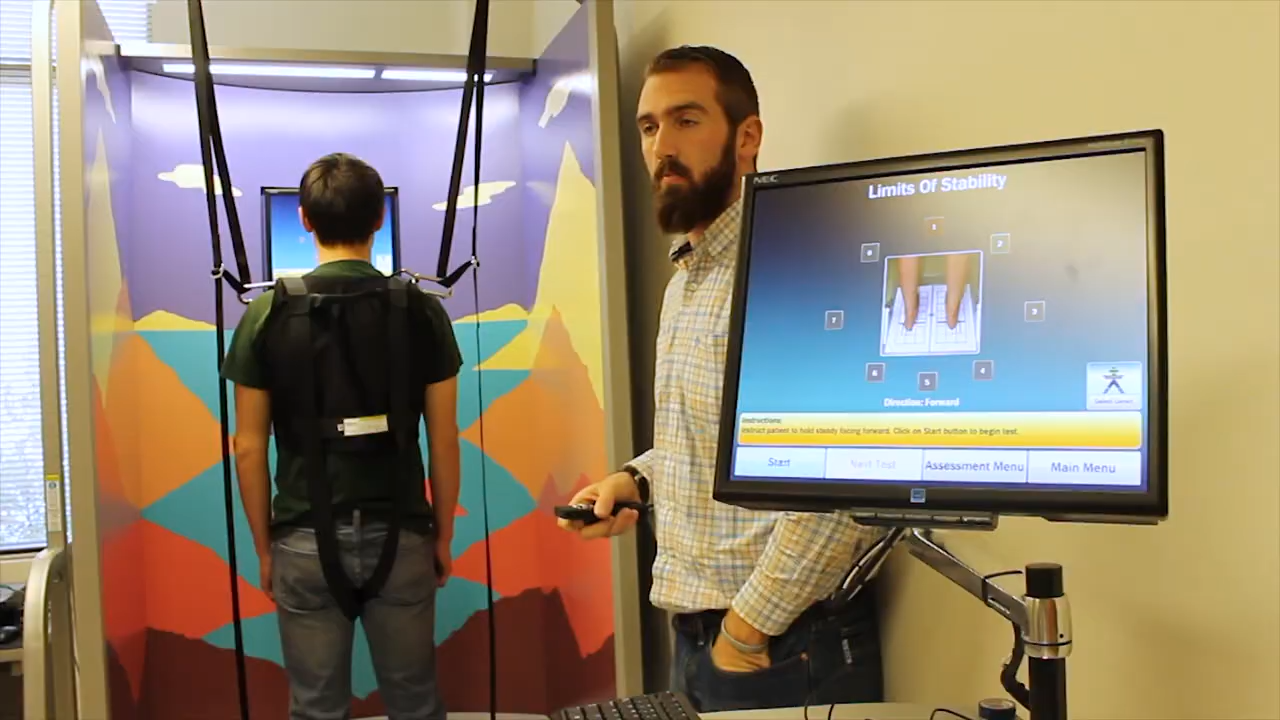 NEC
Limits Of Stability
1
8
2
7
3
6
4
5
Direction: Forward
Instructions:
Instruct patient to hold steady facing forward. Click on Start button to begin test.
Start
Next Test
Assessment Menu
Main Menu